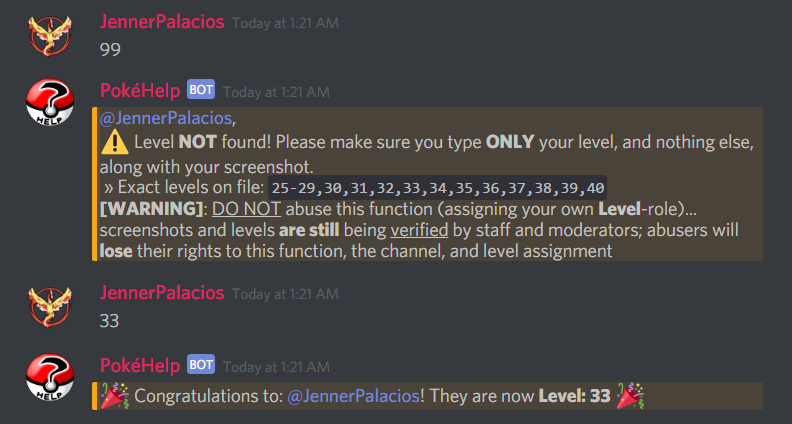 JennerPalacios Today at 1:21 AM
99
PokéHelp BOT Today at 1:21 AM
HELP
@JennerPalacios,
Level NOT found! Please make sure you type ONLY your level, and nothing else,
along with your screenshot.
» Exact levels on file: 25-29,30,31,32,33,34,35,36,37,38,39,40
[WARNING]: DO NOT abuse this function (assigning your own Level-role)...
screenshots and levels are still being verified by staff and moderators; abusers will
lose their rights to this function, the channel, and level assignment
JennerPalacios Today at 1:21 AM
33
PokéHelp BOT Today at 1:21 AM
HELP
Congratulations to: @JennerPalacios! They are now Level: 33